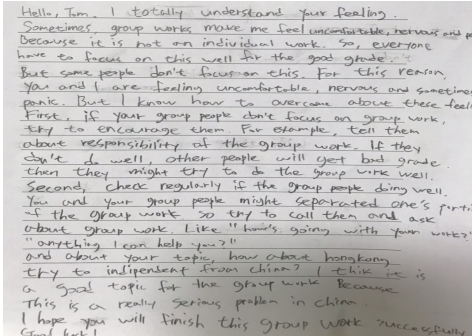 Hello, Tom. I totally understand your feeling.
Sometimes, group works make me feel uncomfortable, nervous and
Because it is not an individual work. So, everyone
have to focus on this well for the good grade.
But some people don't focus on this. For this reason,
You and I are feeling uncomfortable, nervous and sometimes
panic. But I know how to overcome about these feel
First, if your group people don't focus on group work,
try to encourage them. For example, tell them
about responsibility of the group work. If they
don't do well, other people will get bad grade.
then they might try to do the group work well.
Second, check regularly if the group people doing well.
You and your group people might separated one's
of the group work so try to call them and ask
about group work. Like "how's going with your work?"
"anything I can help you?"
and about your topic, how about hongkong
try to indipendent from china? I thik it is
a good topic for the group work Because
This is a really serious problem in china.
I hope you will finish this group work successfully
Good luck!